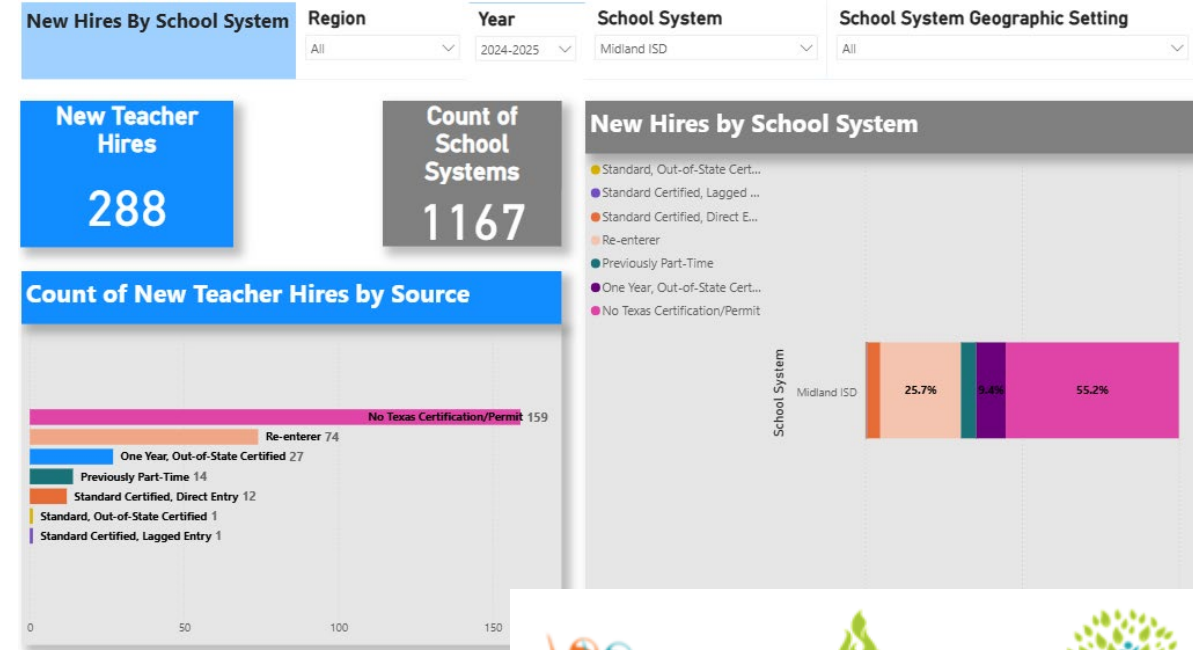 New Hires By School System
Region
All
Year
2024-2025
School System
Midland ISD
School System Geographic Setting
All
New Teacher
Hires
288
Count of
School
Systems
1167
New Hires by School System
Standard, Out-of-State Cert...
Standard Certified, Lagged ...
Standard Certified, Direct E...
Re-enterer
Previously Part-Time
One Year, Out-of-State Cert...
No Texas Certification/Permit
School System
Midland ISD
25.7%
9.4%
55.2%
Count of New Teacher Hires by Source
No Texas Certification/Permit 159
Re-enterer 74
One Year, Out-of-State Certified 27
Previously Part-Time 14
Standard Certified, Direct Entry 12
Standard, Out-of-State Certified 1
Standard Certified, Lagged Entry 1
0
50
100
150